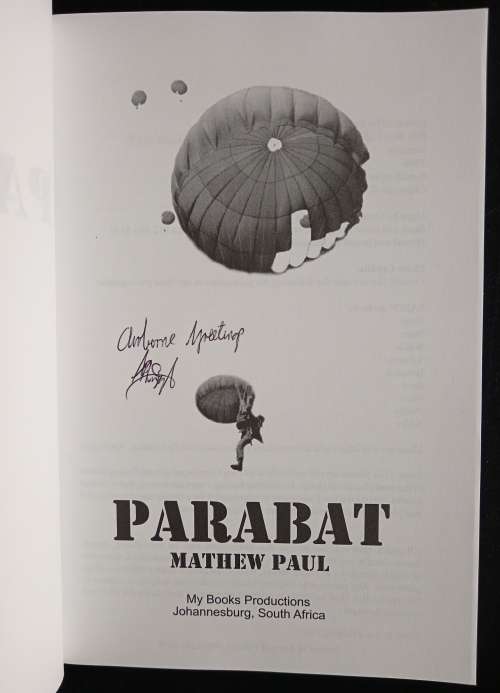 Airborne Greetings
PARABAT
MATHEW PAUL
My Books Productions
Johannesburg, South Africa